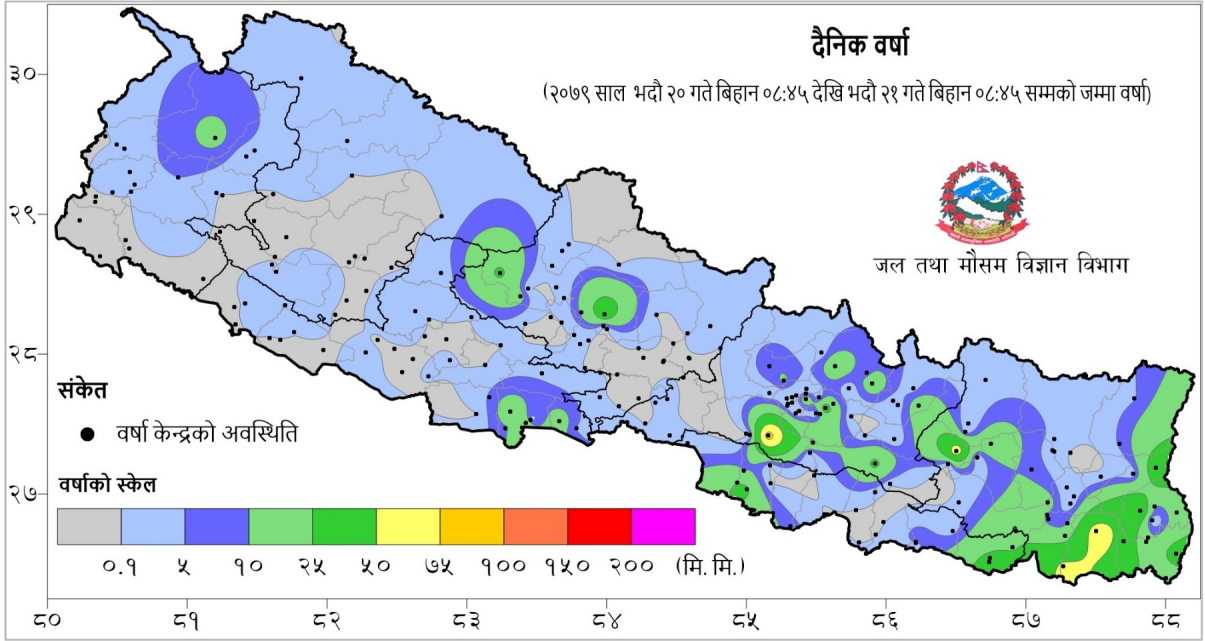 दैनिक वर्षा
(२०७९ साल भदौ २० गते बिहान ०८:४५ देखि भदौ २१ गते बिहान ०८:४५ सम्मको जम्मा वर्षा)
जल तथा मौसम विज्ञान विभाग
३०
२९
२८
२७
संकेत
वर्षा केन्द्रको अवस्थिति
वर्षाको स्केल
०.१ ५ १० २५ ५० ७५ १०० १५० २०० (मि. मि.)
८० ८१ ८२ ८३ ८४ ८५ ८६ ८७ ८८